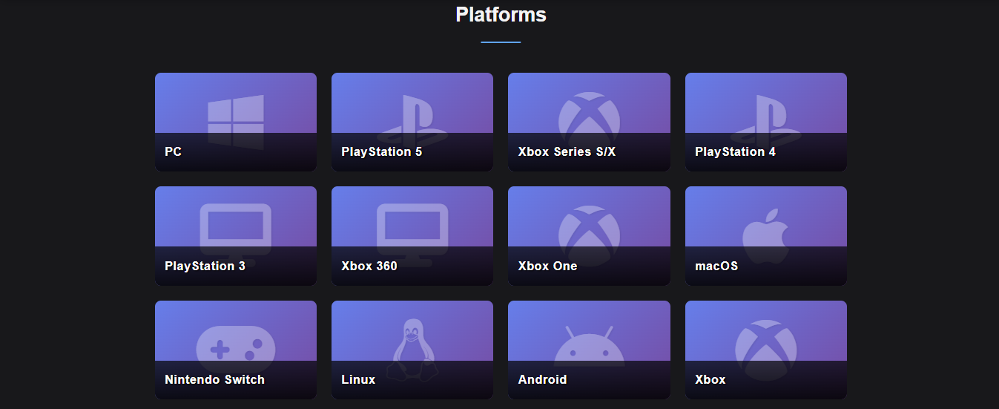 Platforms
PC
PlayStation 5
Xbox Series S/X
PlayStation 4
PlayStation 3
Xbox 360
Xbox One
macOS
Nintendo Switch
Linux
Android
Xbox